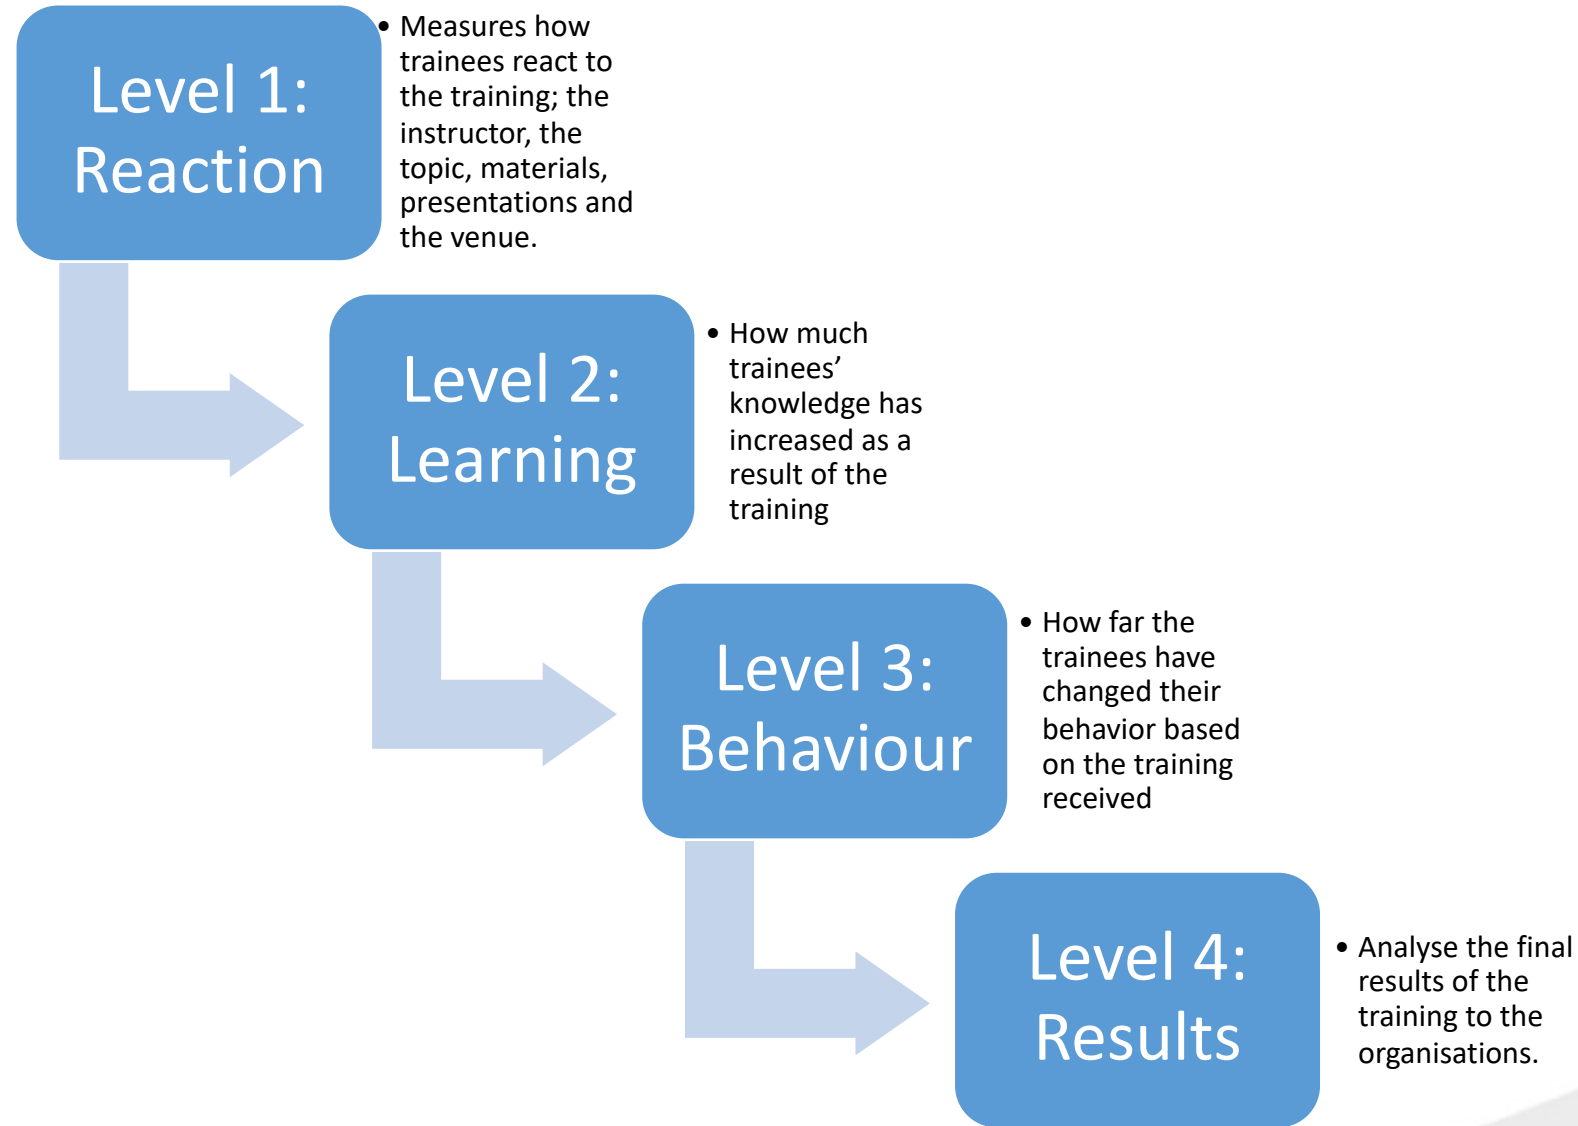 Level 1:
Reaction
• Measures how
trainees react to
the training; the
instructor, the
topic, materials,
presentations and
the venue.
Level 2:
Learning
• How much
trainees’
knowledge has
increased as a
result of the
training
Level 3:
Behaviour
• How far the
trainees have
changed their
behavior based
on the training
received
Level 4:
Results
• Analyse the final
results of the
training to the
organisations.